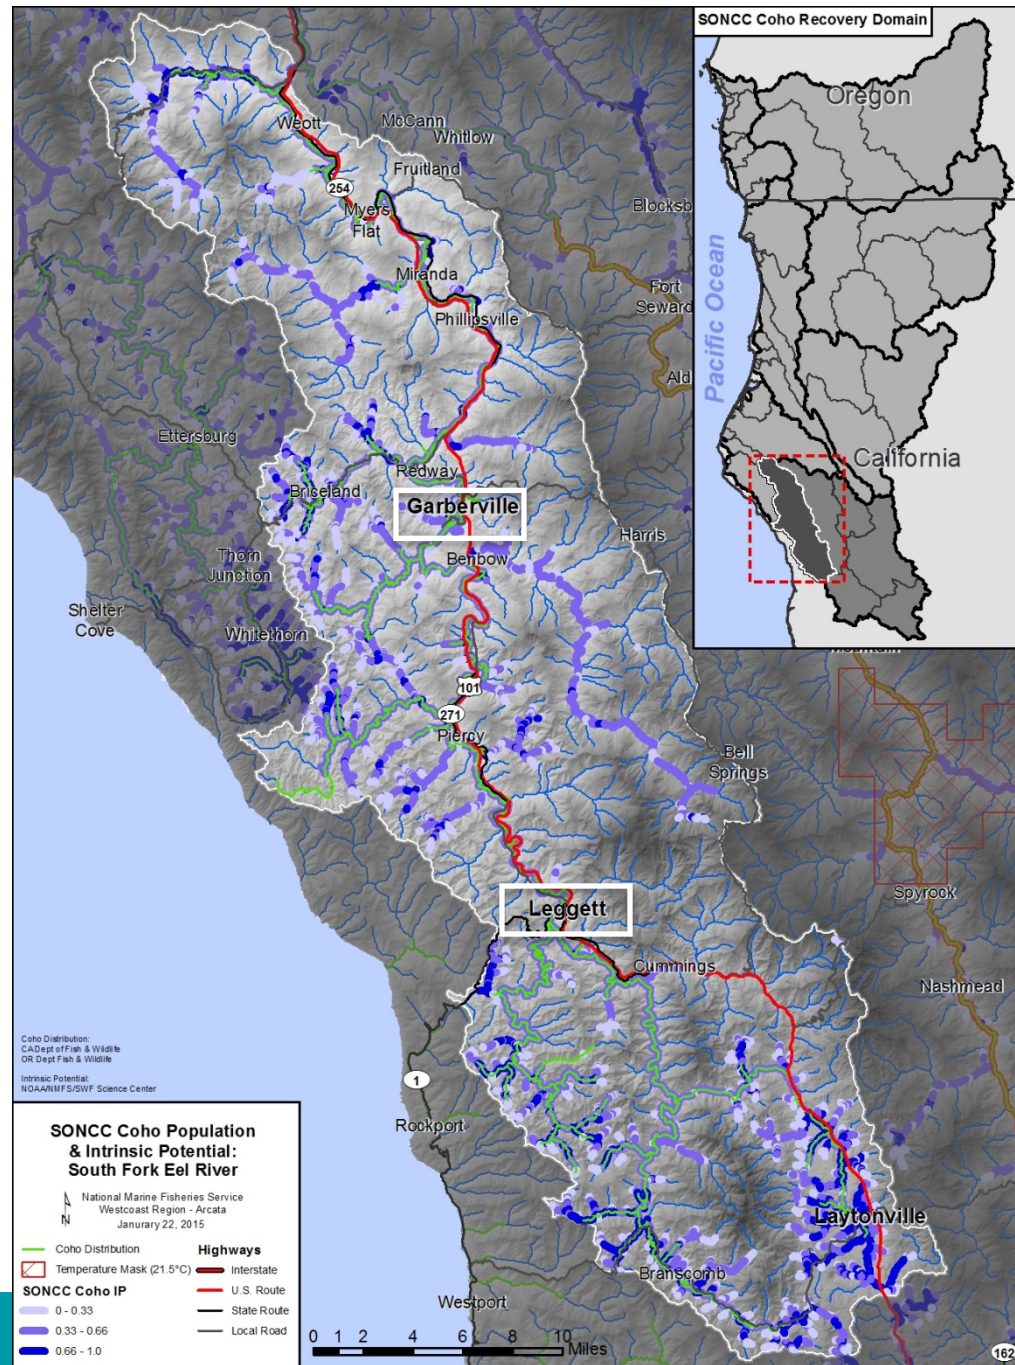 SONCC Coho Recovery Domain
Oregon
Pacific Ocean
California
Weott
McCann
Whitlow
Fruitland
254
Myers
Flat
Blocksb
Miranda
Fort
Seward
Phillipsville
Ald
Ettersburg
Redway
Briceland
Garberville
Harris
Benbow
Thorn
Junction
Shelter
Cove
Whitethorn
101
271
Piercy
Bell
Springs
Spyrock
Leggett
Cummings
Nashmead
Coho Distribution:
CA Dept of Fish & Wildlife
OR Dept Fish & Wildlife
Intrinsic Potential:
NOAA/NMFS/SWF Science Center
1
Rockport
Laytonville
Branscomb
Westport
162
SONCC Coho Population
& Intrinsic Potential:
South Fork Eel River
N
National Marine Fisheries Service
Westcoast Region - Arcata
Janurary 22, 2015
Coho Distribution
Temperature Mask (21.5°C)
SONCC Coho IP
0 - 0.33
0.33 - 0.66
0.66 - 1.0
Highways
Interstate
U.S. Route
State Route
Local Road
0 1 2 4 6 8 10
Miles